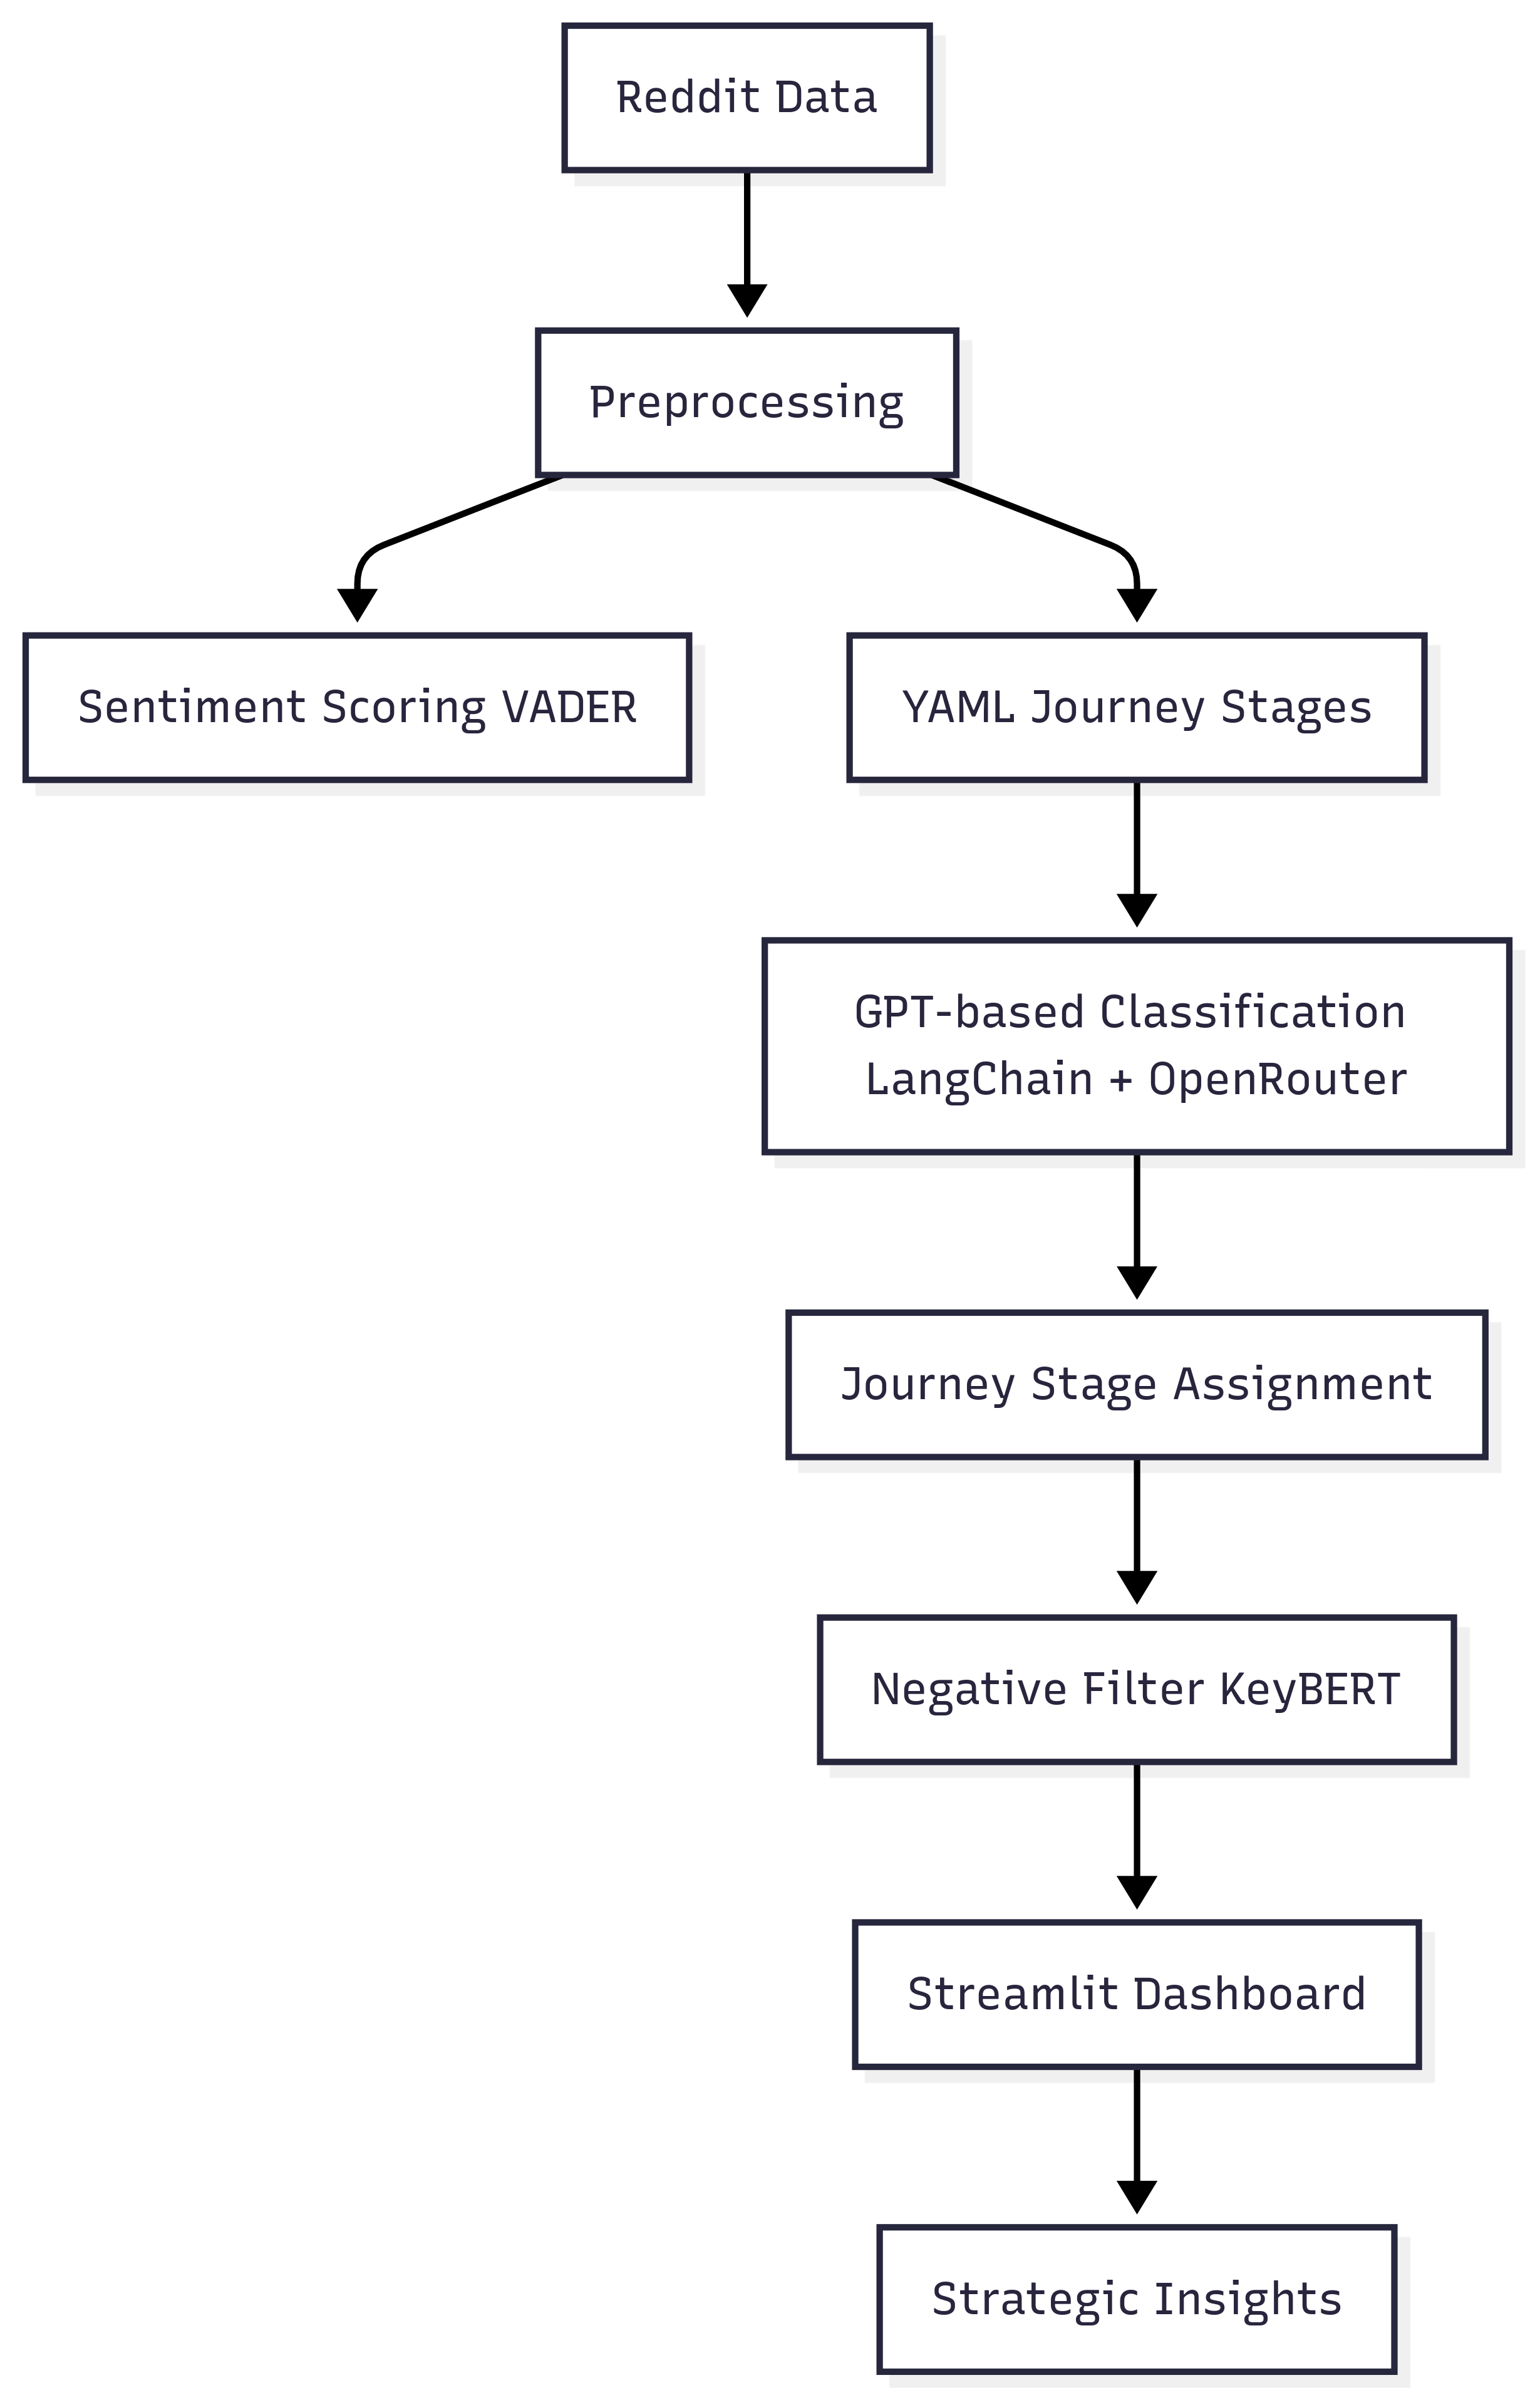 Reddit Data
Preprocessing
Sentiment Scoring VADER
YAML Journey Stages
GPT-based Classification
LangChain + OpenRouter
Journey Stage Assignment
Negative Filter KeyBERT
Streamlit Dashboard
Strategic Insights